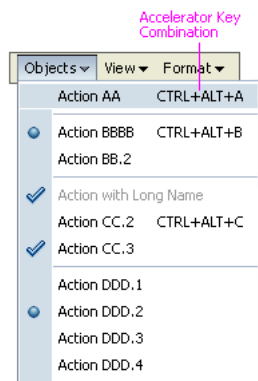 Accelerator Key
Combination
Objects View Format
Action AA CTRL+ALT+A
Action BBBB CTRL+ALT+B
Action BB.2
Action with Long Name
Action CC.2 CTRL+ALT+C
Action CC.3
Action DDD.1
Action DDD.2
Action DDD.3
Action DDD.4